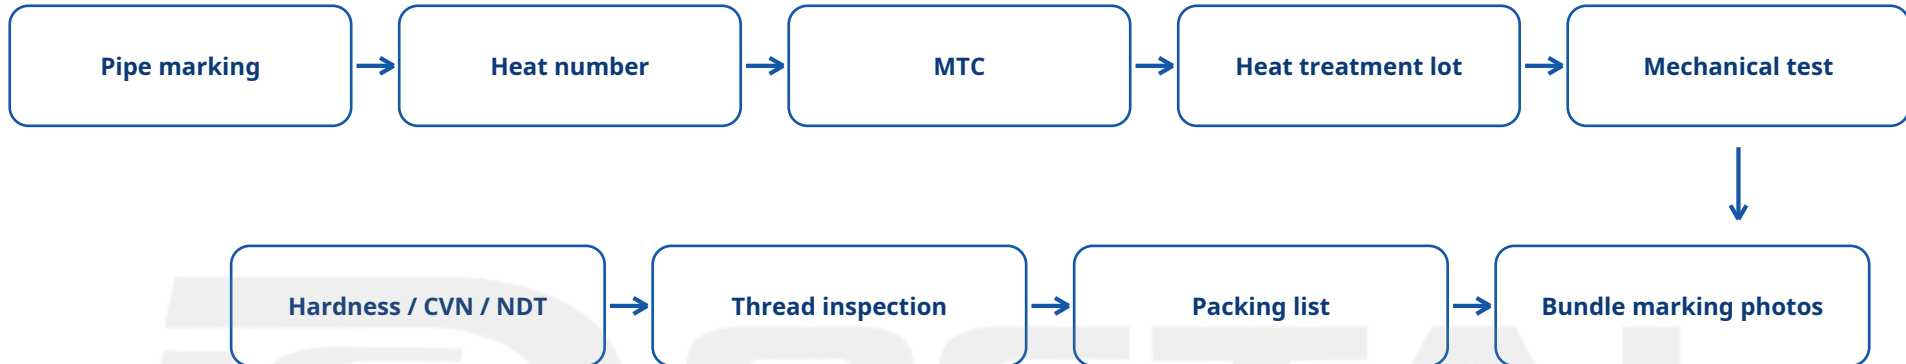 Pipe marking
Heat number
MTC
Heat treatment lot
Mechanical test
Hardness / CVN / NDT
Thread inspection
Packing list
Bundle marking photos